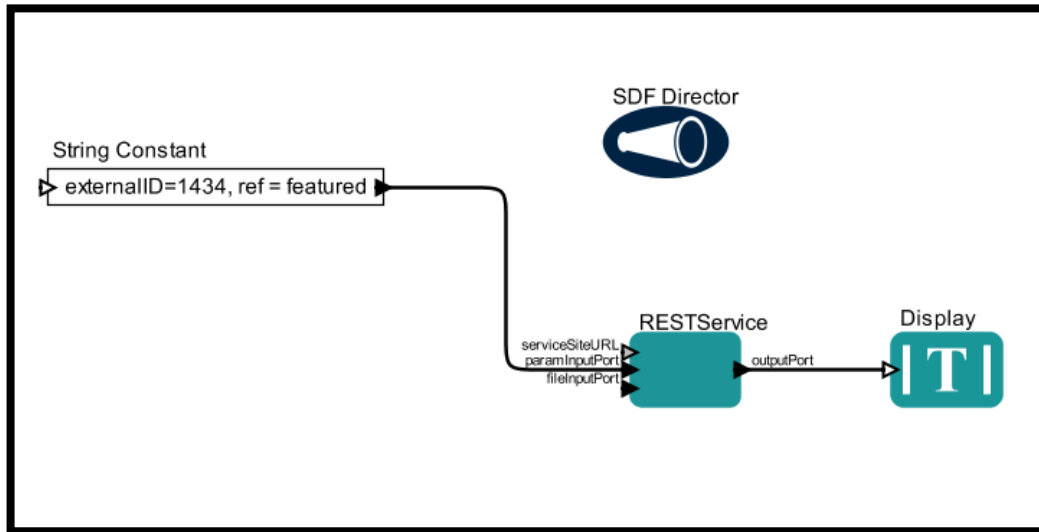 SDF Director
String Constant
externalID=1434, ref = featured
RESTService
Display
serviceSiteURL
paramInputPort
outputPort
fileInputPort
T